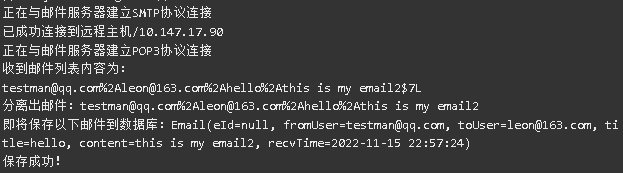 正在与邮件服务器建立SMTP协议连接
已成功连接到远程主机/10.147.17.90
正在与邮件服务器建立POP3协议连接
收到邮件列表内容为:
testman@qq.com%2Aleon@163.com%2Ahello%2Athis is my email2$7L
分离出邮件: testman@qq.com%2Aleon@163.com%2Ahello%2Athis is my email2
即将保存以下邮件到数据库: Email(eId=null, fromUser=testman@qq.com, toUser=leon@163.com, ti
tle=hello, content=this is my email2, recvTime=2022-11-15 22:57:24)
保存成功!